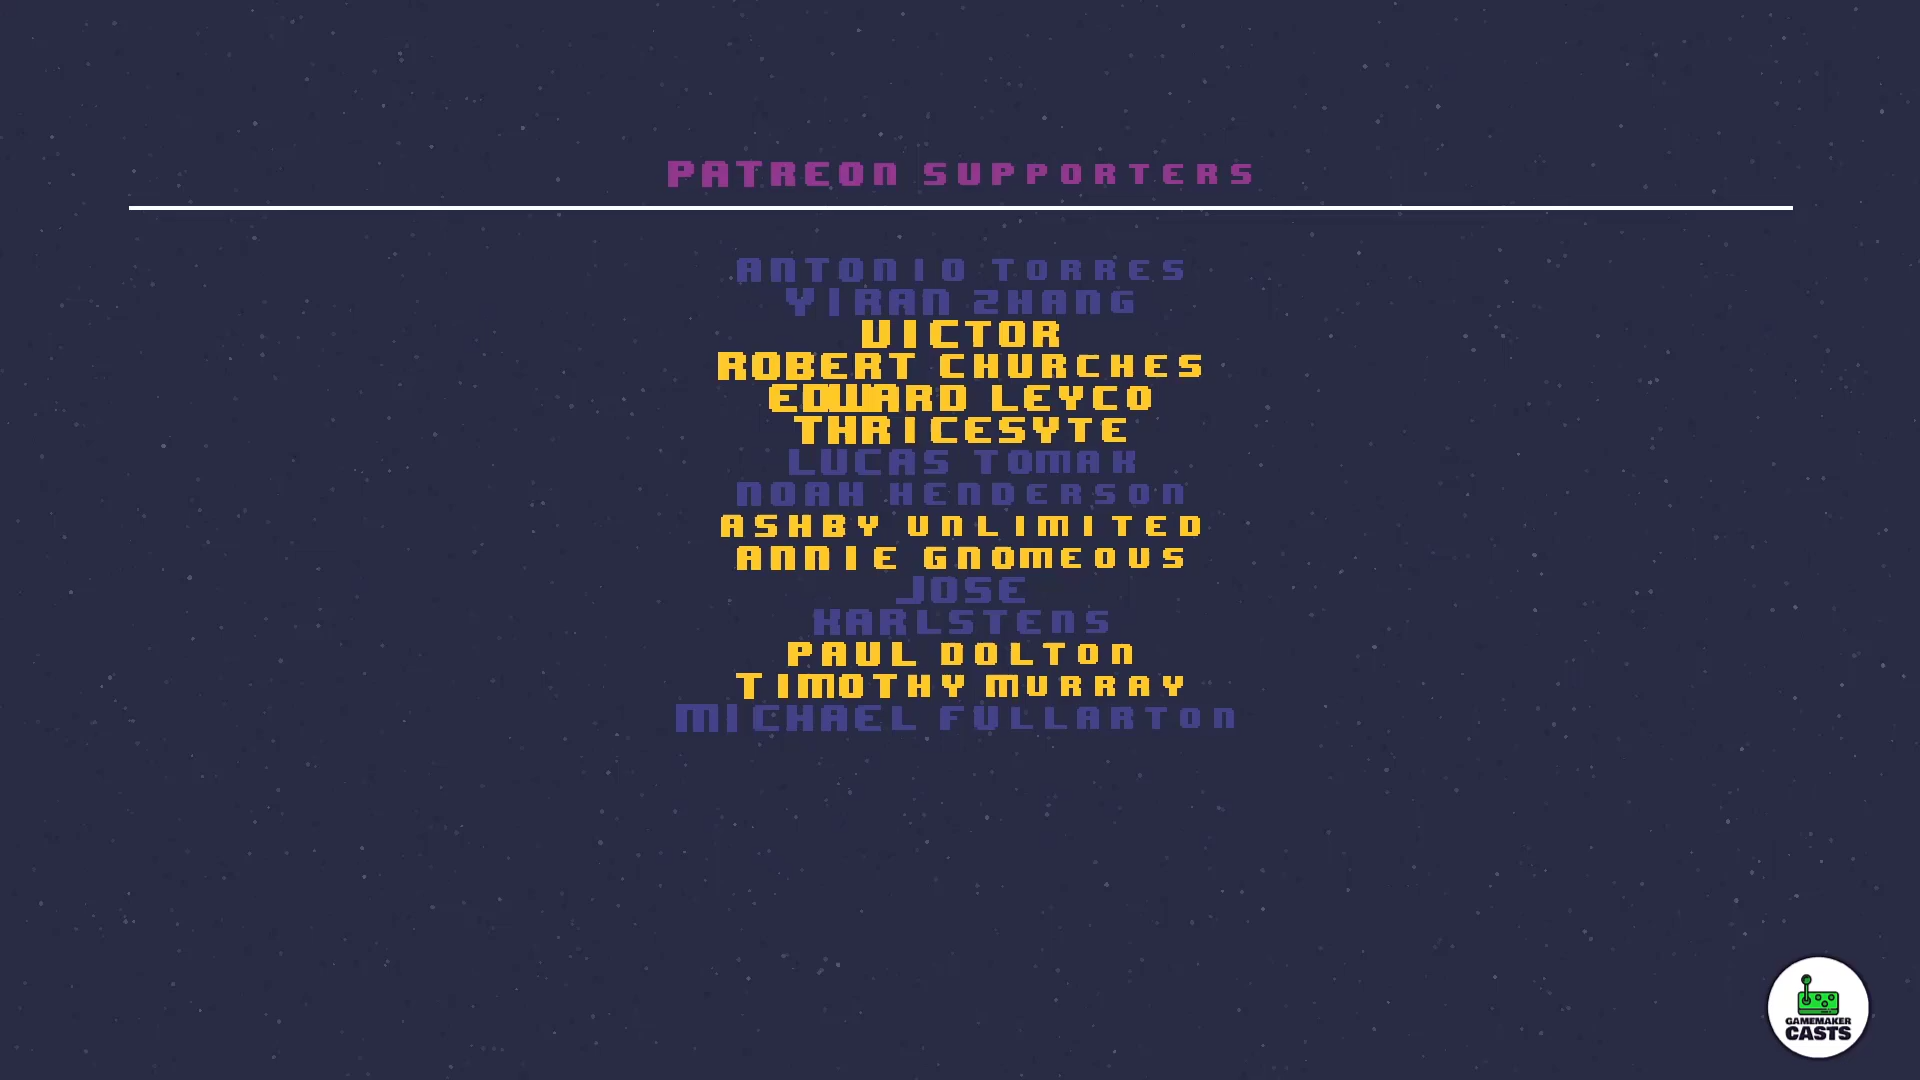 PATREON SUPPORTERS
ANTONIO TORRES
YIRAN ZHANG
VICTOR
ROBERT CHURCHES
EDWARD LEYCO
THRICESYTE
LUCAS TOMAK
NOAH HENDERSON
ASHBY UNLIMITED
ANNIE GNOMEOUS
JOSE
KARLSTENS
PAUL DOLTON
TIMOTHY MURRAY
MICHAEL FULLARTON
GAMEMAKER
CASTS